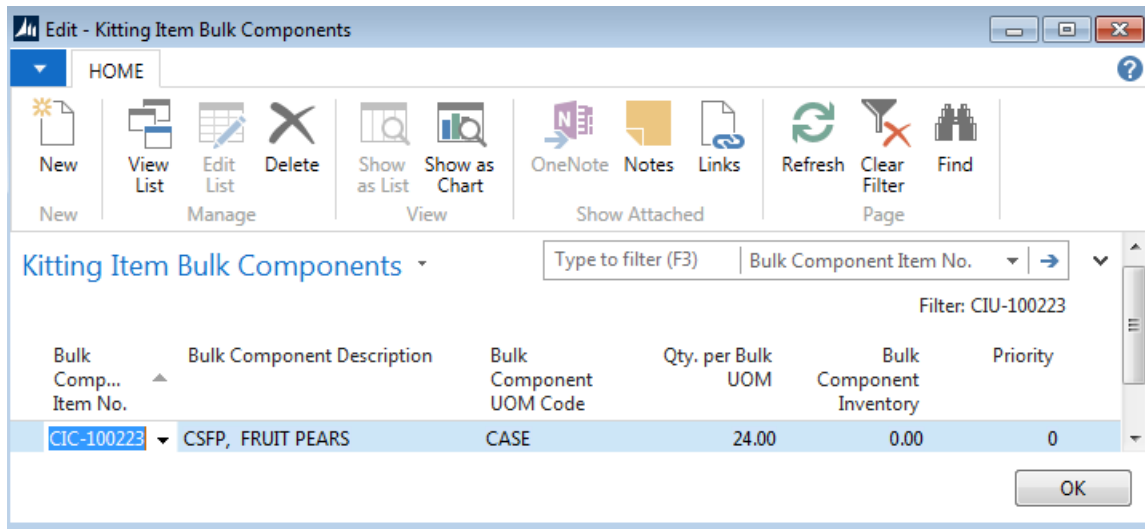 Edit - Kitting Item Bulk Components
HOME
New
View List
Edit List
Delete
Show as List
Show as Chart
OneNote
Notes
Links
Refresh
Clear Filter
Find
New
Manage
View
Show Attached
Page
Kitting Item Bulk Components
Type to filter (F3)
Bulk Component Item No.
Filter: CIU-100223
Bulk Comp... Item No.
Bulk Component Description
Bulk Component UOM Code
Qty. per Bulk UOM
Bulk Component Inventory
Priority
CIC-100223 CSFP, FRUIT PEARS CASE 24.00 0.00 0
OK